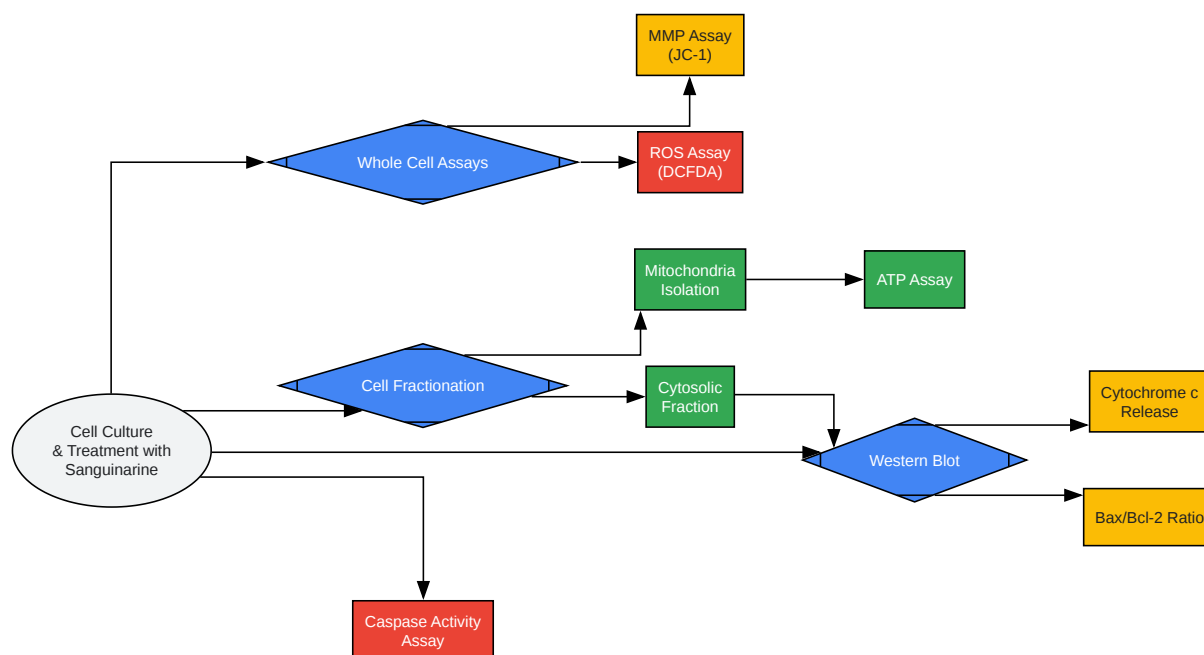 MMP Assay
(JC-1)
Whole Cell Assays
ROS Assay
(DCFDA)
Mitochondria
Isolation
ATP Assay
Cell Fractionation
Cytosolic
Fraction
Cell Culture
& Treatment with
Sanguinarine
Western Blot
Cytochrome c
Release
Bax/Bcl-2 Ratio
Caspase Activity
Assay